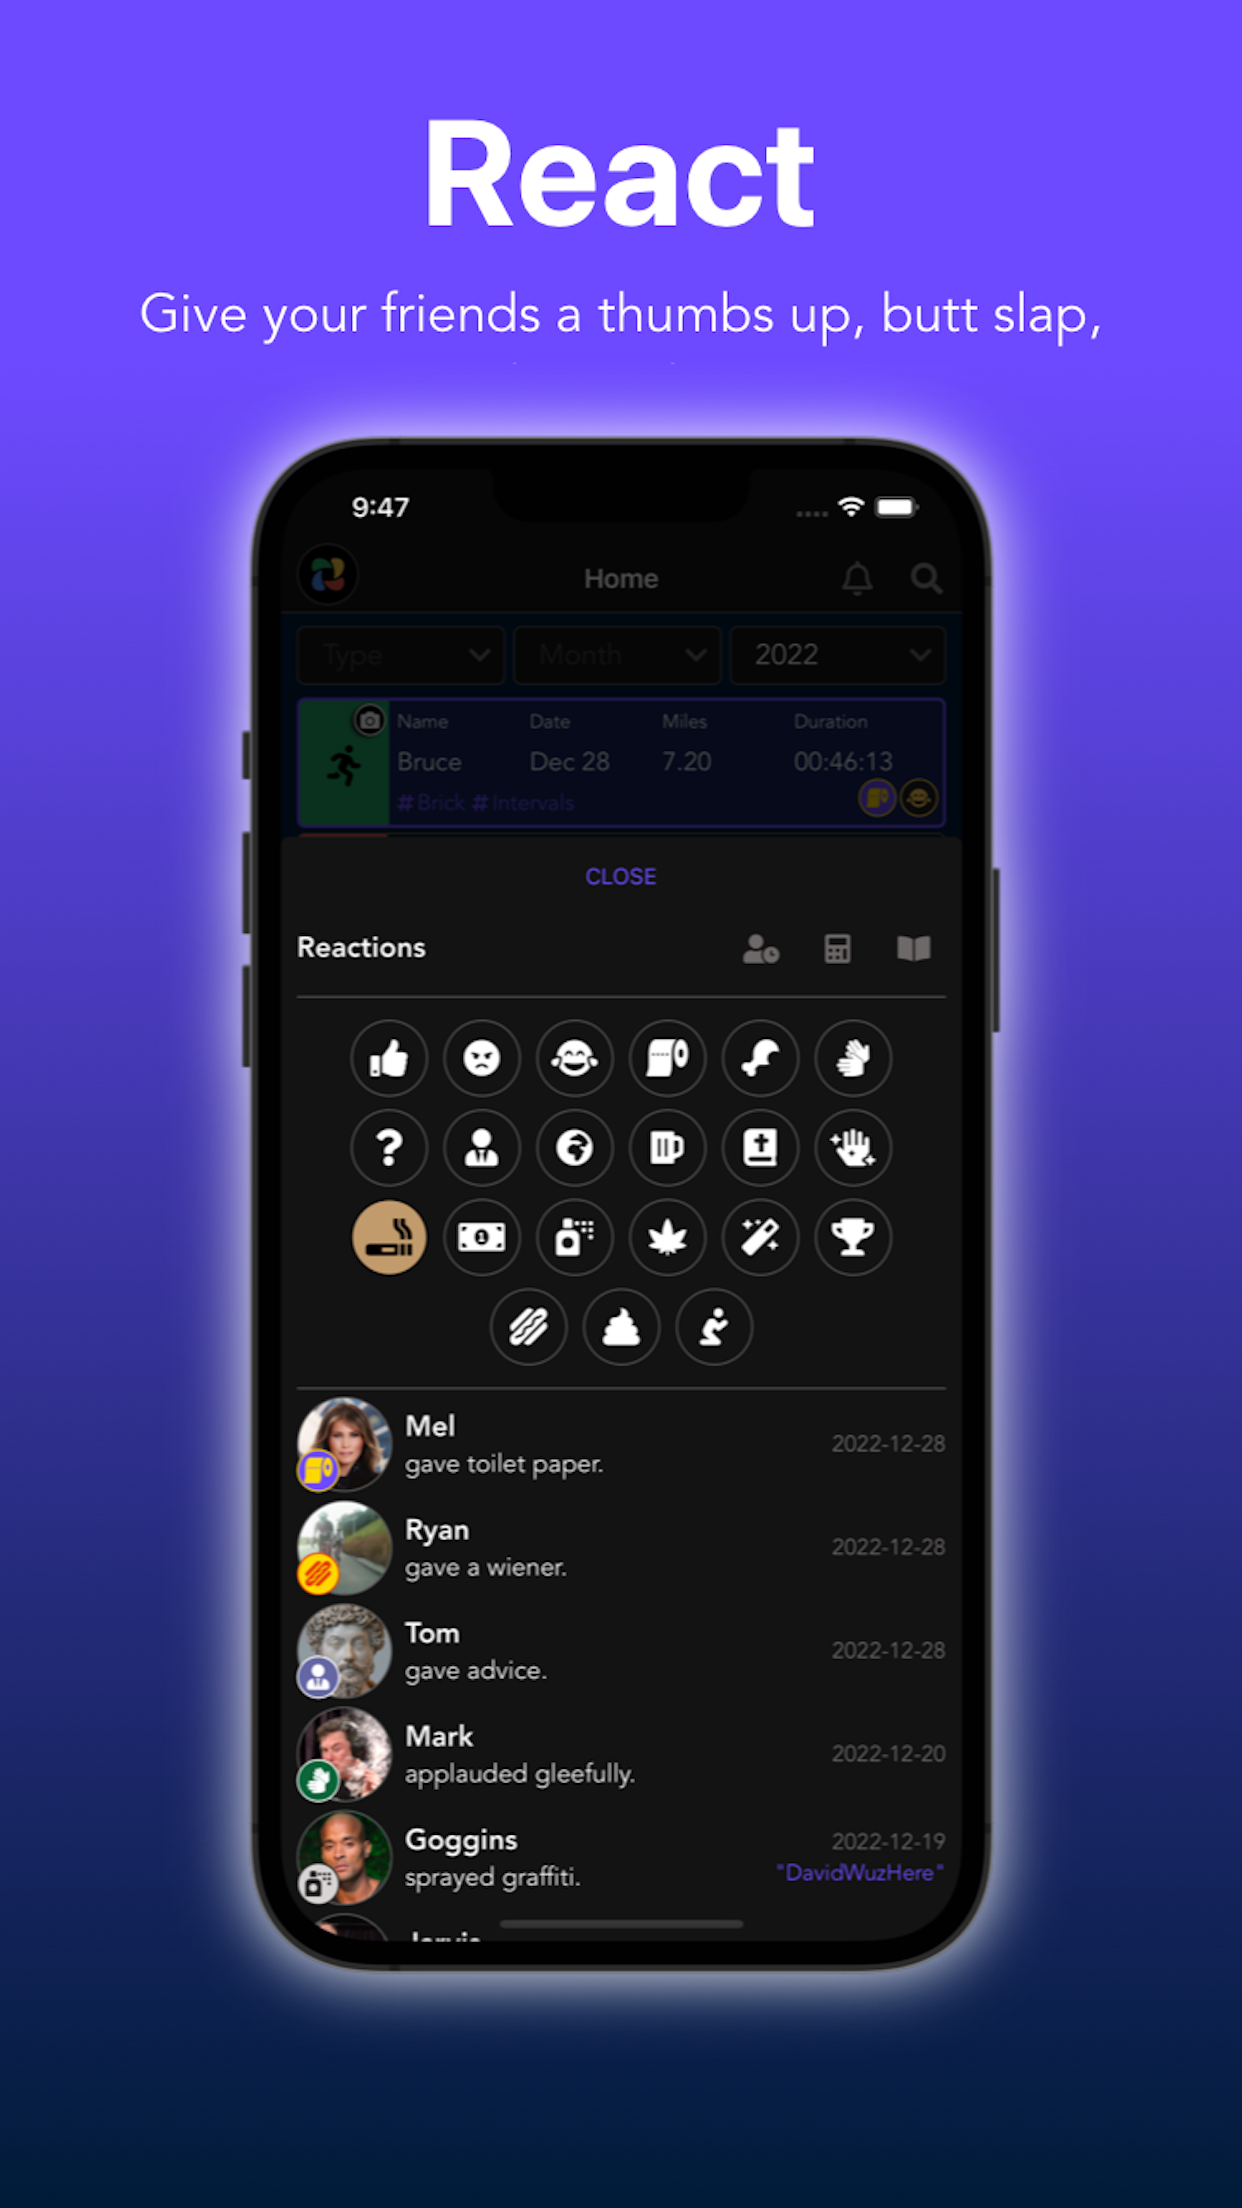 React
Give your friends a thumbs up, butt slap,
9:47
Home
Type
Month
2022
Name Date Miles Duration
Bruce Dec 28 7.20 00:46:13
#Brick #Intervals
CLOSE
Reactions
Mel
2022-12-28
gave toilet paper.
Ryan
2022-12-28
gave a wiener.
Tom
2022-12-28
gave advice.
Mark
2022-12-20
applauded gleefully.
Goggins
2022-12-19
sprayed graffiti.
"DavidWuzHere"